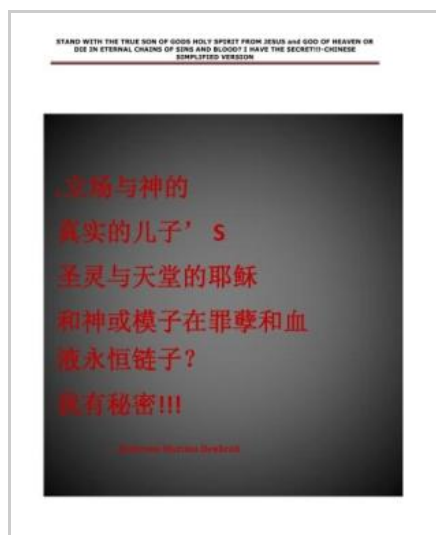 STAND WITH THE TRUE SON OF GODS HOLY SPIRIT FROM JESUS and GOD OF HEAVEN OR
DIE IN ETERNAL CHAINS OF SINS AND BLOOD? I HAVE THE SECRET!!!-CHINESE
SIMPLIFIED VERSION
.立场与神的
真实的儿子’S
圣灵与天堂的耶稣
和神或模子在罪孽和血
液永恒链子？
我有秘密!!!